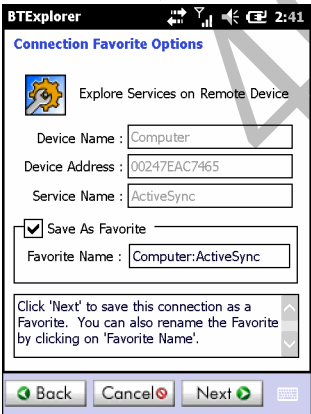 BTExplorer 2:41
Connection Favorite Options
Explore Services on Remote Device
Device Name : Computer
Device Address : 00247EAC7465
Service Name : ActiveSync
Save As Favorite
Favorite Name : Computer:ActiveSync
Click 'Next' to save this connection as a
Favorite.  You can also rename the Favorite
by clicking on 'Favorite Name'.
Back Cancel Next